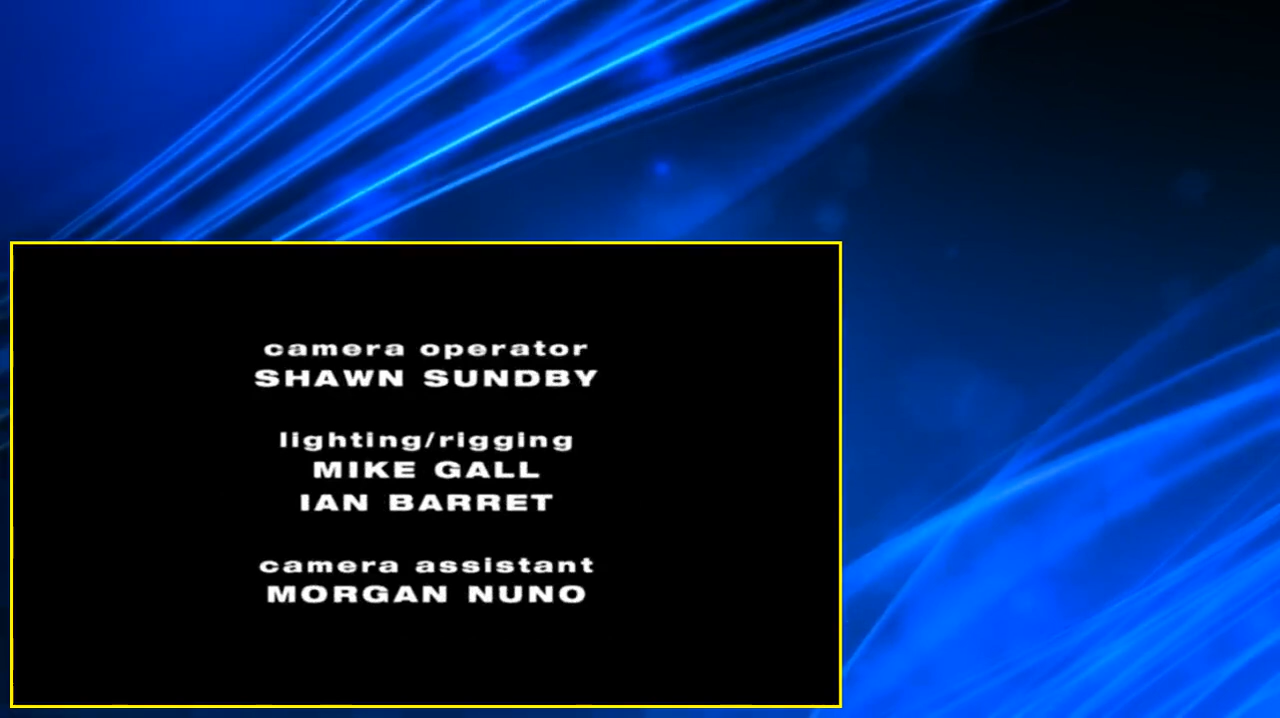 camera operator
SHAWN SUNDBY
lighting/rigging
MIKE GALL
IAN BARRET
camera assistant
MORGAN NUNO